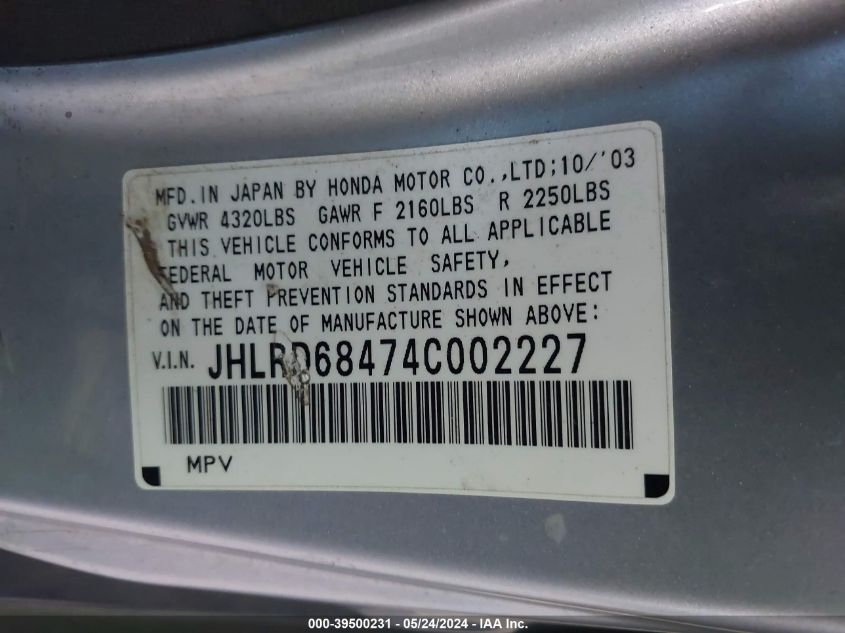 MFD.IN JAPAN BY HONDA MOTOR CO.,LTD;10/'03
GVWR 4320LBS GAWR F 2160LBS R 2250LBS
THIS VEHICLE CONFORMS TO ALL APPLICABLE
FEDERAL MOTOR VEHICLE SAFETY,
AND THEFT PREVENTION STANDARDS IN EFFECT
ON THE DATE OF MANUFACTURE SHOWN ABOVE:
V.I.N. JHLRD68474C002227
MPV
000-39500231 - 05/24/2024 - IAA Inc.